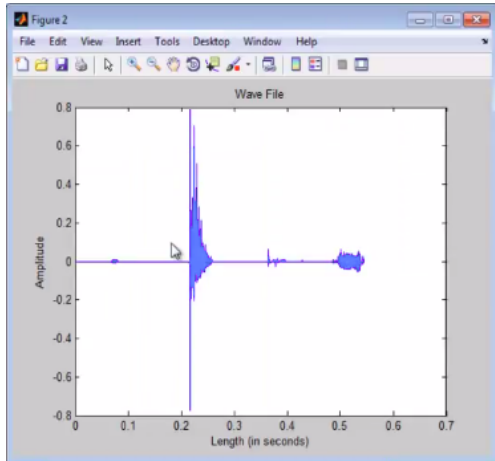 Figure 2
File Edit View Insert Tools Desktop Window Help
Wave File
0.8
0.6
0.4
0.2
0
-0.2
-0.4
-0.6
-0.8
Amplitude
0 0.1 0.2 0.3 0.4 0.5 0.6 0.7
Length (in seconds)